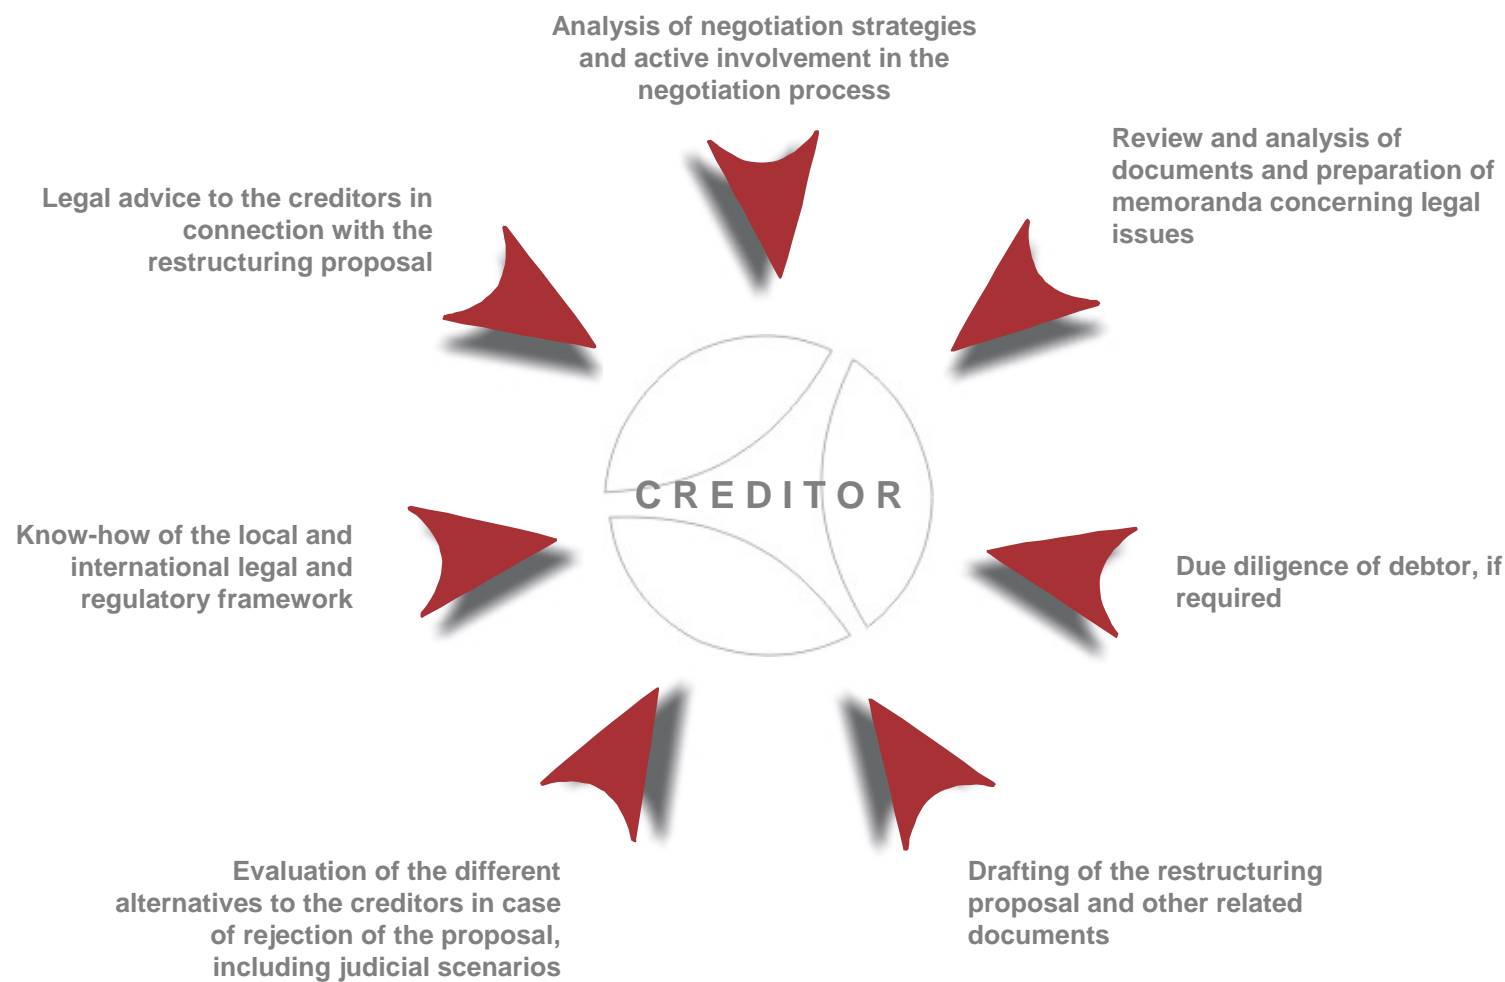 Analysis of negotiation strategies
and active involvement in the
negotiation process
Review and analysis of
documents and preparation of
memoranda concerning legal
issues
Legal advice to the creditors in
connection with the
restructuring proposal
CREDITOR
Know-how of the local and
international legal and
regulatory framework
Due diligence of debtor, if
required
Evaluation of the different
alternatives to the creditors in case
of rejection of the proposal,
including judicial scenarios
Drafting of the restructuring
proposal and other related
documents